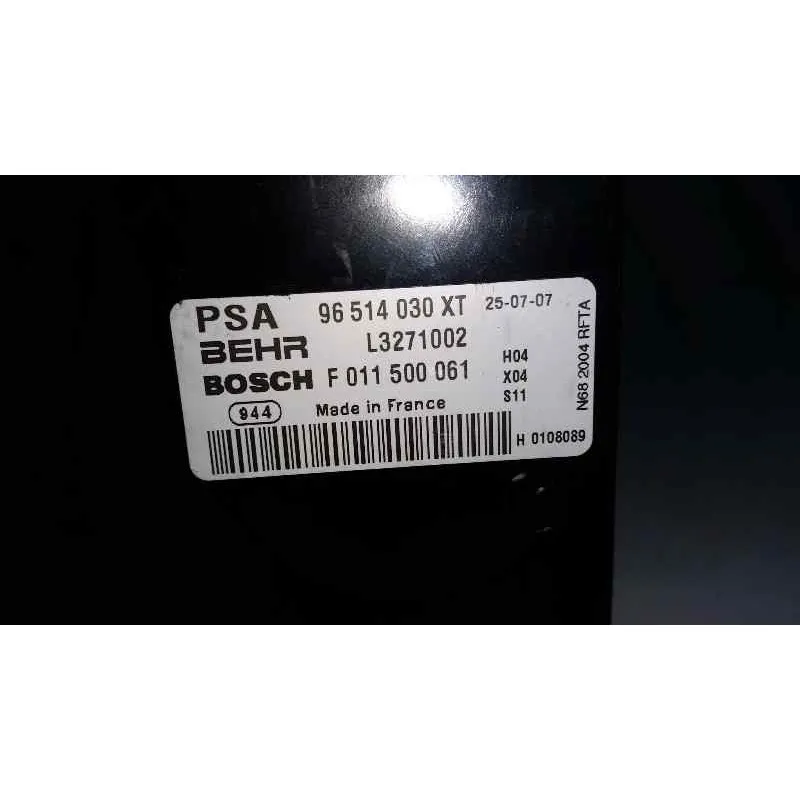 PSA 96 514 030 XT 25-07-07
BEHR L3271002
BOSCH F 011 500 061
H04
X04
S11
944 Made in France
H 0108089
N68 2004 RFTA